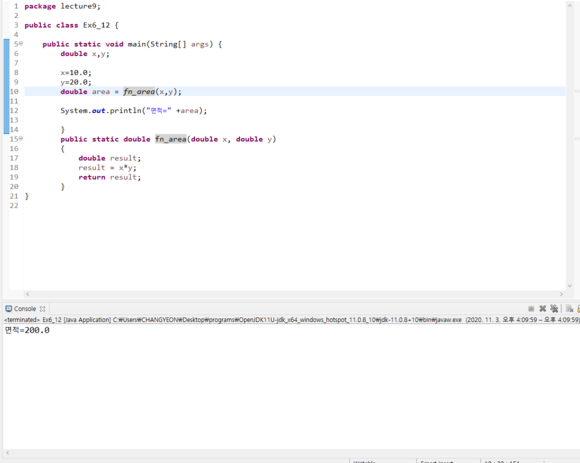 1 package lecture9;
2
3 public class Ex6_12 {
4
5 public static void main(String[] args) {
6 double x,y;
7
8 x=10.0;
9 y=20.0;
10 double area = fn_area(x,y);
11
12 System.out.println("면적=" +area);
13
14 }
15 public static double fn_area(double x, double y)
16 {
17 double result;
18 result = x*y;
19 return result;
20 }
21 }
22
Console
<terminated> Ex6_12 [Java Application] C:₩Users₩CHANGYEON₩Desktop₩programs₩OpenJDK11U-jdk_x64_windows_hotspot_11.0.8_10₩jdk-11.0.8+10₩bin₩javaw.exe (2020. 11. 3. 오후 4:09:59 – 오후 4:09:59)
면적=200.0